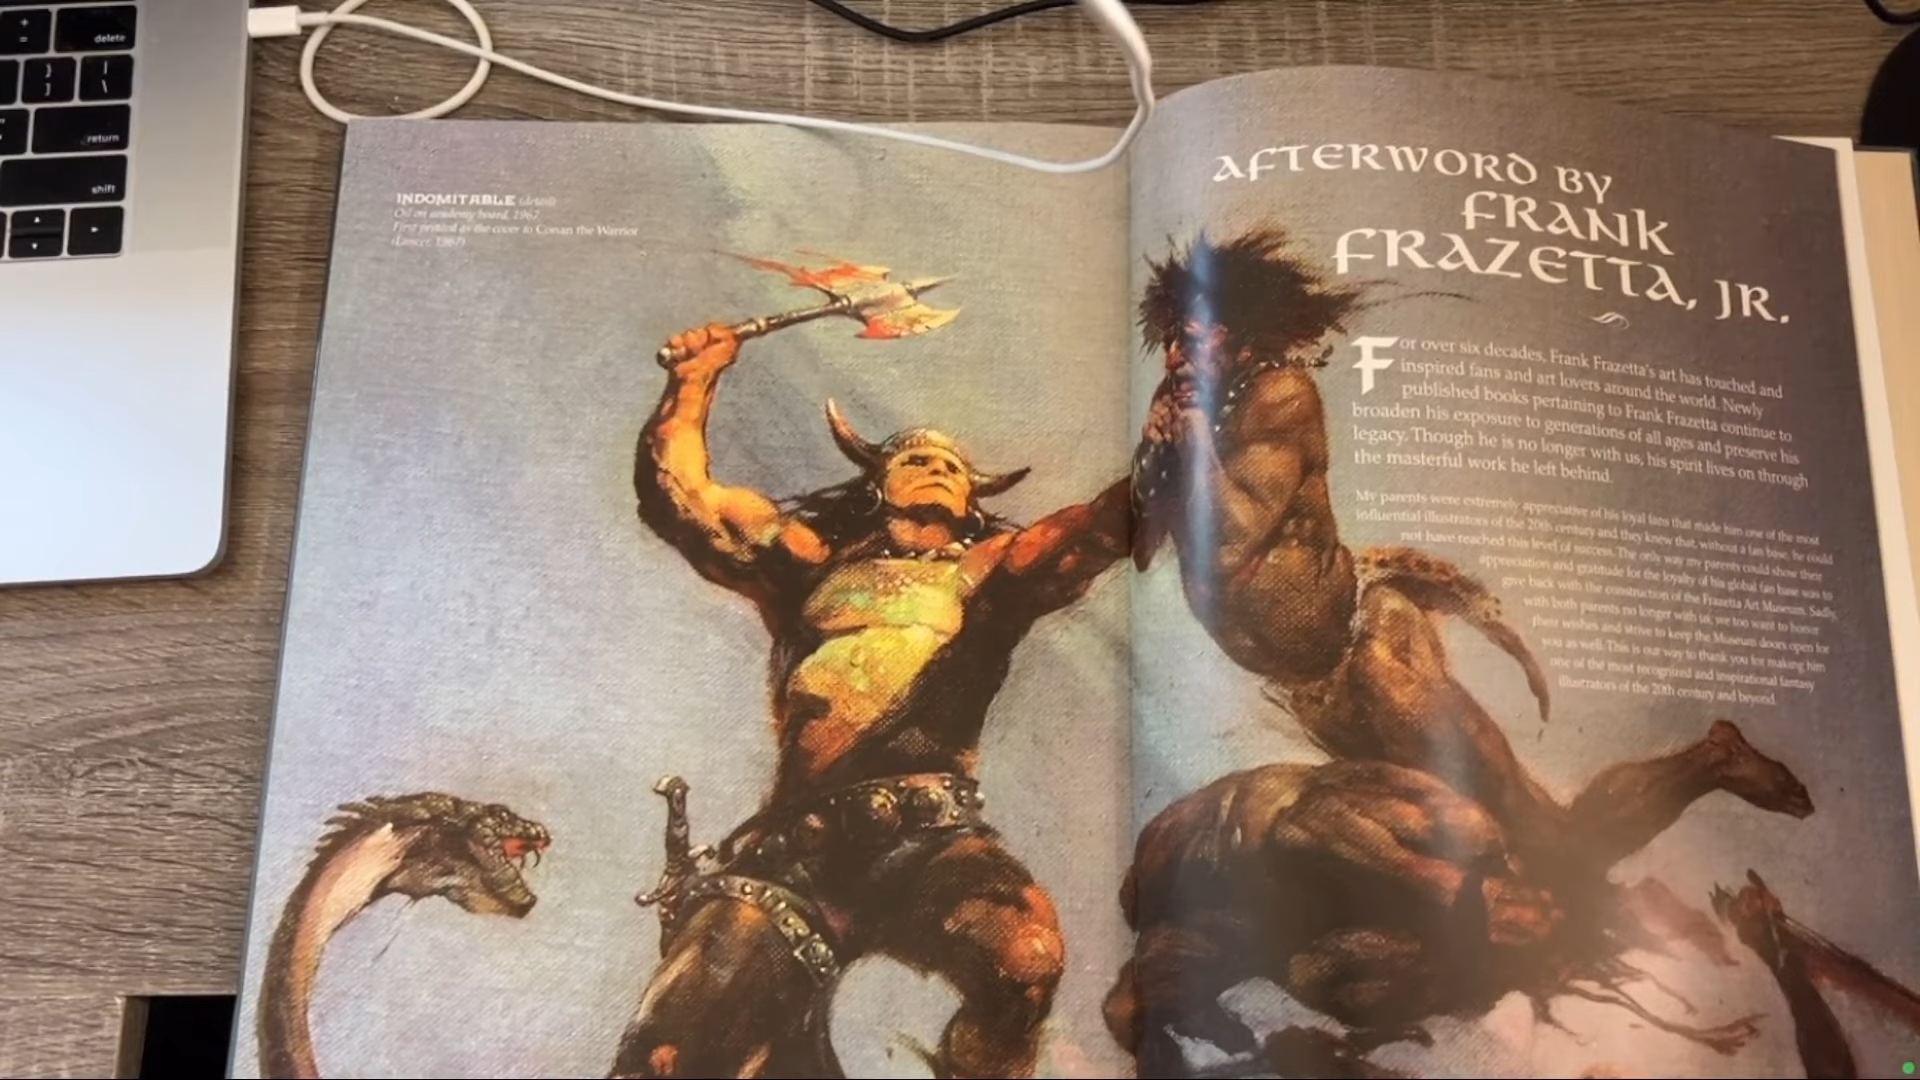 +
=
delete
}
]
|
\
"
return
shift
INDOMITABLE (detail)
Oil on academy board, 1967
First printed as the cover to Conan the Warrior
(Lancer, 1967)
AFTERWORD BY
FRANK
FRAZETTA, JR.
For over six decades, Frank Frazetta's art has touched and
inspired fans and art lovers around the world. Newly
published books pertaining to Frank Frazetta continue to
broaden his exposure to generations of all ages and preserve his
legacy. Though he is no longer with us, his spirit lives on through
the masterful work he left behind.
My parents were extremely appreciative of his loyal fans that made him one of the most
influential illustrators of the 20th century and they knew that, without a fan base, he could
not have reached this level of success. The only way my parents could show their
appreciation and gratitude for the loyalty of his global fan base was to
give back with the construction of the Frazetta Art Museum. Sadly,
with both parents no longer with us, we too want to honor
their wishes and strive to keep the Museum doors open for
you as well. This is our way to thank you for making him
one of the most recognized and inspirational fantasy
illustrators of the 20th century and beyond.